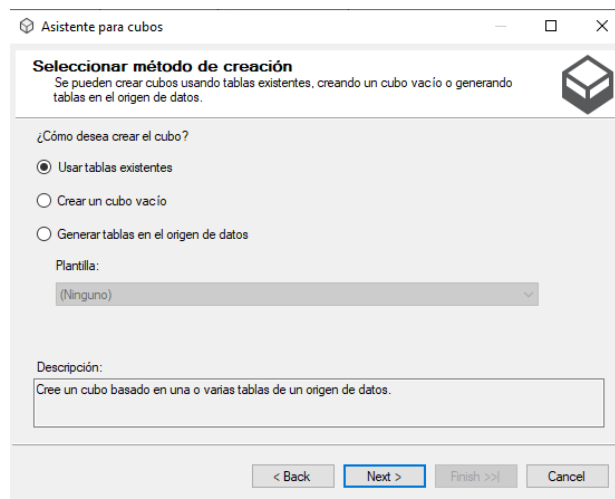 Asistente para cubos
Seleccionar método de creación
Se pueden crear cubos usando tablas existentes, creando un cubo vacío o generando
tablas en el origen de datos.
¿Cómo desea crear el cubo?
Usar tablas existentes
Crear un cubo vacío
Generar tablas en el origen de datos
Plantilla:
(Ninguno)
Descripción:
Cree un cubo basado en una o varias tablas de un origen de datos.
< Back
Next >
Finish >>|
Cancel